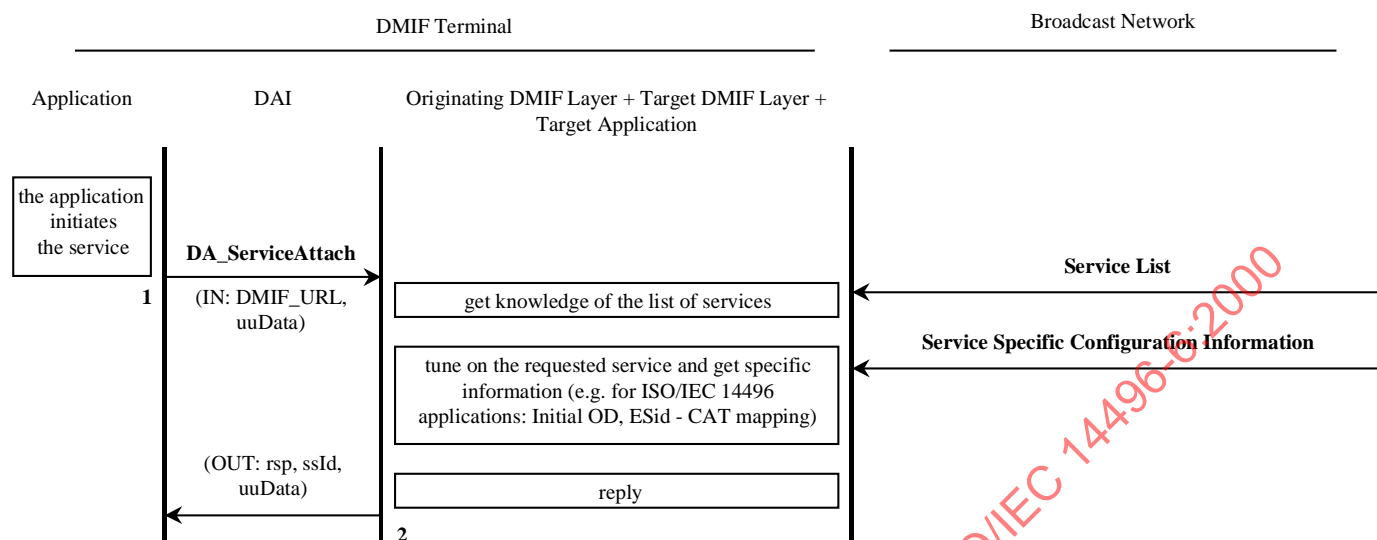 DMIF Terminal
Broadcast Network
Application
DAI
Originating DMIF Layer + Target DMIF Layer +
Target Application
the application
initiates
the service
DA_ServiceAttach
Service List
1
(IN: DMIF_URL,
uuData)
get knowledge of the list of services
Service Specific Configuration Information
tune on the requested service and get specific
information (e.g. for ISO/IEC 14496
applications: Initial OD, ESid - CAT mapping)
(OUT: rsp, ssId,
uuData)
reply
2
/IEC 14496-6:2000